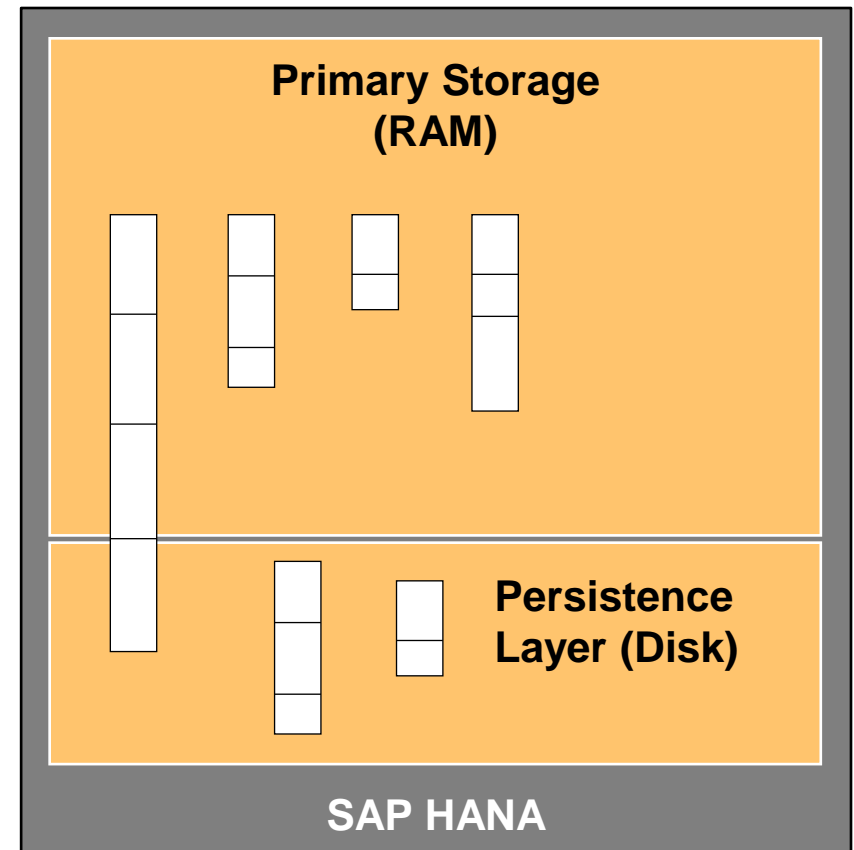 Primary Storage
(RAM)
Persistence
Layer (Disk)
SAP HANA